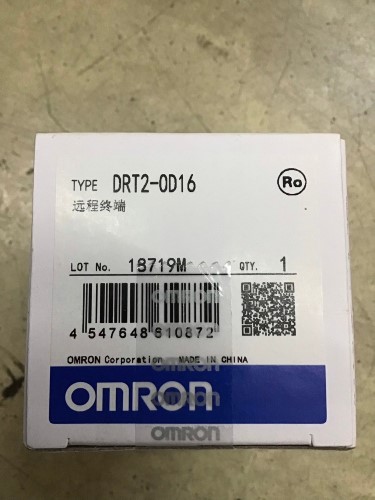 TYPE DRT2-OD16
Ro
远程终端
LOT No. 18719M QTY. 1
4 547648 610872
OMRON Corporation MADE IN CHINA
OMRON
OMRON
OMRON
OMRON